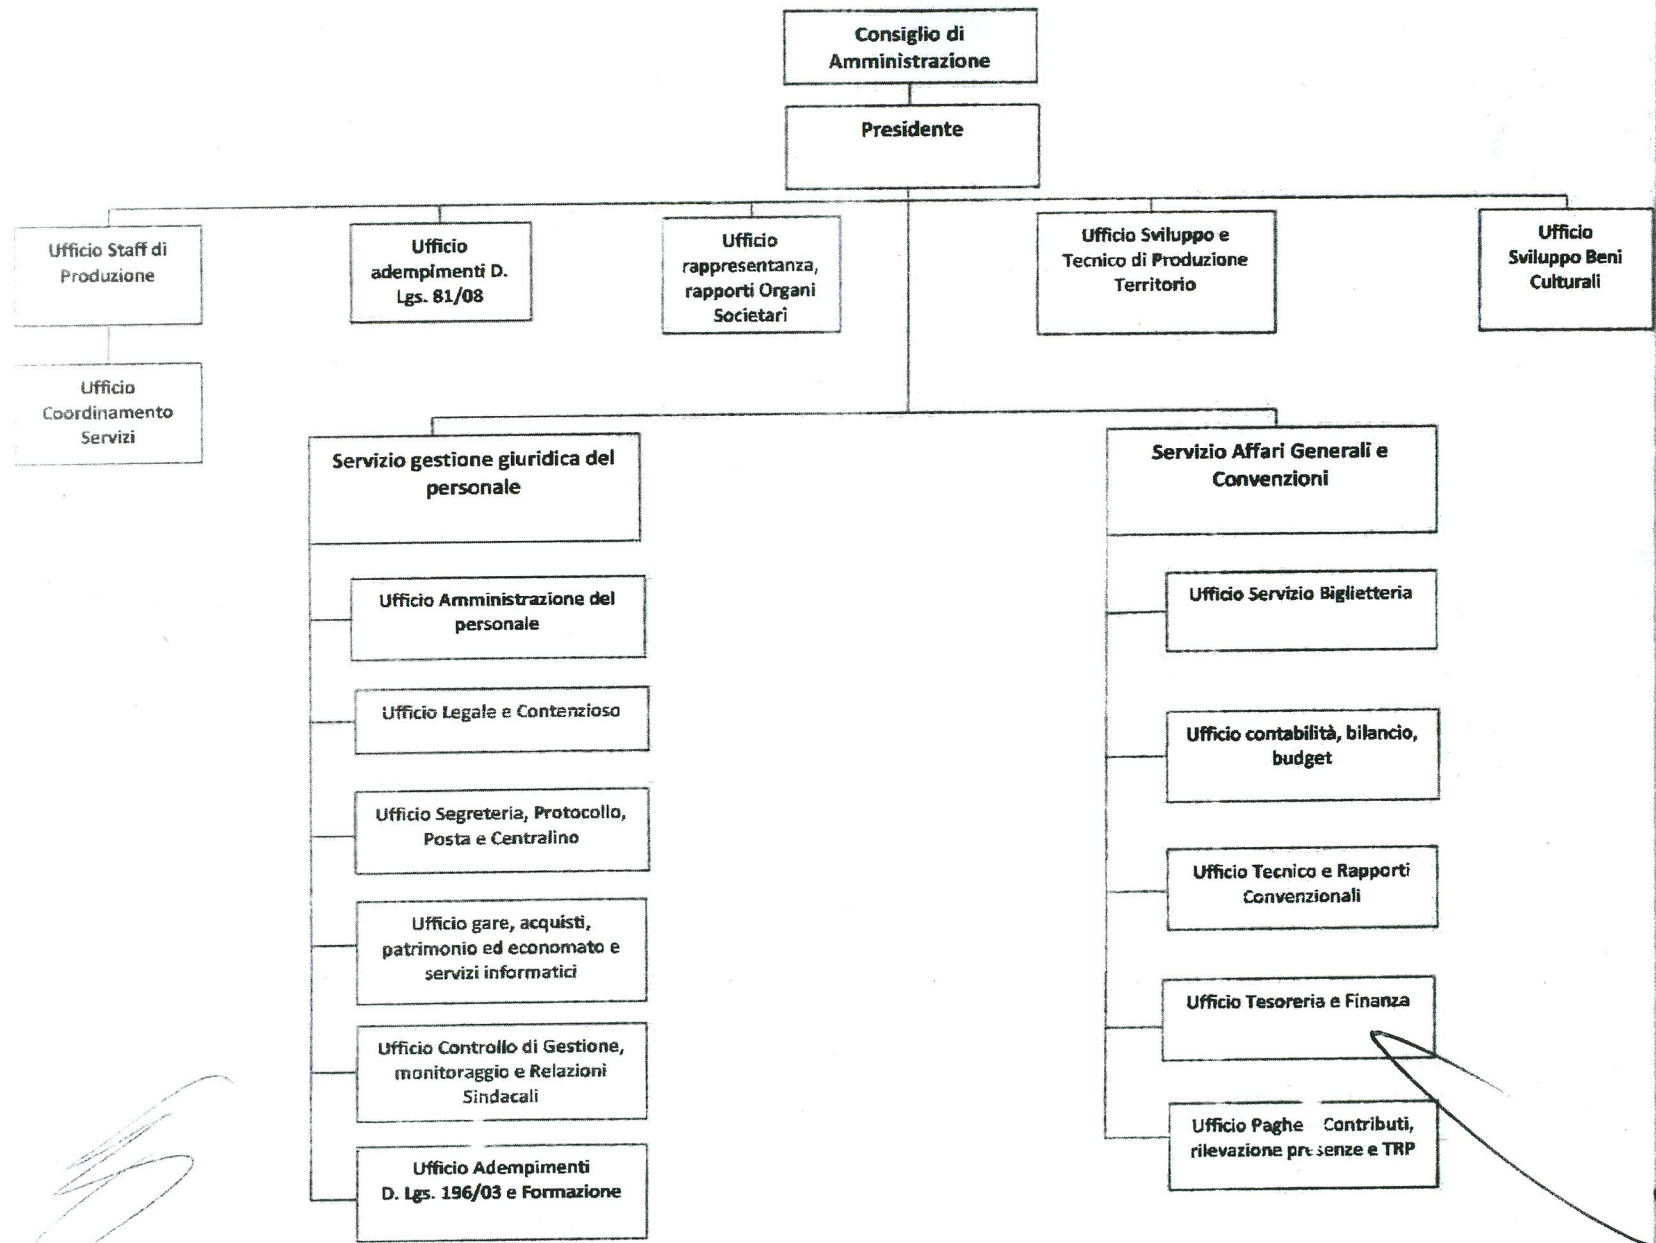 Consiglio di
Amministrazione
Presidente
Ufficio Staff di
Produzione
Ufficio
adempimenti D.
Lgs. 81/08
Ufficio
rappresentanza,
rapporti Organi
Societari
Ufficio Sviluppo e
Tecnico di Produzione
Territorio
Ufficio
Sviluppo Beni
Culturali
Ufficio
Coordinamento
Servizi
Servizio gestione giuridica del
personale
Ufficio Amministrazione del
personale
Ufficio Legale e Contenzioso
Ufficio Segreteria, Protocollo,
Posta e Centralino
Ufficio gare, acquisti,
patrimonio ed economato e
servizi informatici
Ufficio Controllo di Gestione,
monitoraggio e Relazioni
Sindacali
Ufficio Adempimenti
D. Lgs. 196/03 e Formazione
Servizio Affari Generali e
Convenzioni
Ufficio Servizio Biglietteria
Ufficio contabilità, bilancio,
budget
Ufficio Tecnico e Rapporti
Convenzionali
Ufficio Tesoreria e Finanza
Ufficio Paghe Contributi,
rilevazione presenze e TRP